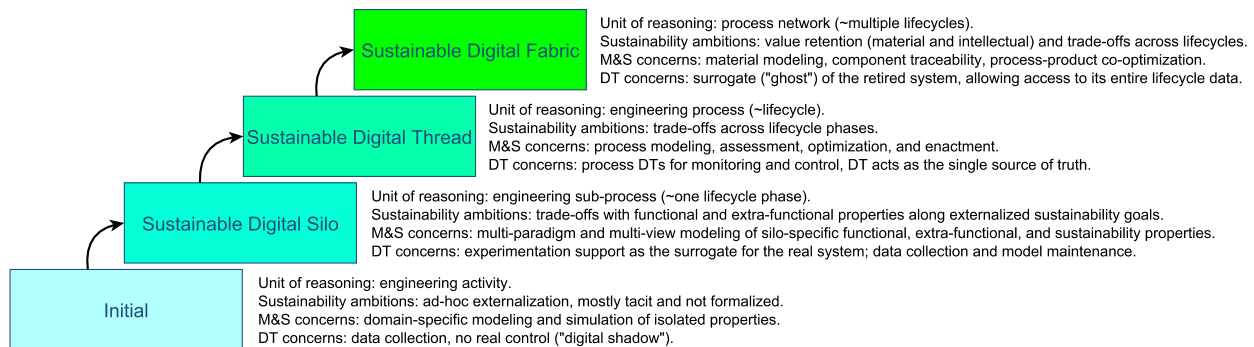 Sustainable Digital Fabric
Unit of reasoning: process network (~multiple lifecycles).
Sustainability ambitions: value retention (material and intellectual) and trade-offs across lifecycles.
M&S concerns: material modeling, component traceability, process-product co-optimization.
DT concerns: surrogate ("ghost") of the retired system, allowing access to its entire lifecycle data.
Sustainable Digital Thread
Unit of reasoning: engineering process (~lifecycle).
Sustainability ambitions: trade-offs across lifecycle phases.
M&S concerns: process modeling, assessment, optimization, and enactment.
DT concerns: process DTs for monitoring and control, DT acts as the single source of truth.
Sustainable Digital Silo
Unit of reasoning: engineering sub-process (~one lifecycle phase).
Sustainability ambitions: trade-offs with functional and extra-functional properties along externalized sustainability goals.
M&S concerns: multi-paradigm and multi-view modeling of silo-specific functional, extra-functional, and sustainability properties.
DT concerns: experimentation support as the surrogate for the real system; data collection and model maintenance.
Initial
Unit of reasoning: engineering activity.
Sustainability ambitions: ad-hoc externalization, mostly tacit and not formalized.
M&S concerns: domain-specific modeling and simulation of isolated properties.
DT concerns: data collection, no real control ("digital shadow").